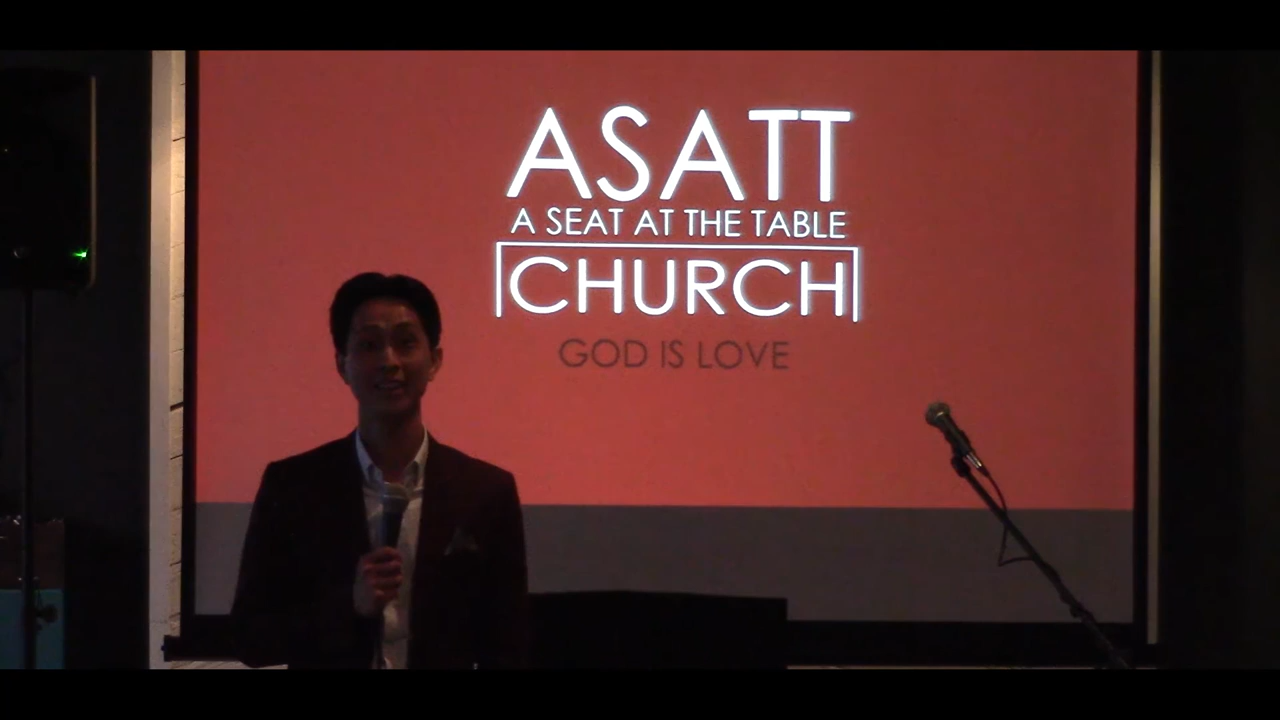 ASATT
A SEAT AT THE TABLE
CHURCH
GOD IS LOVE